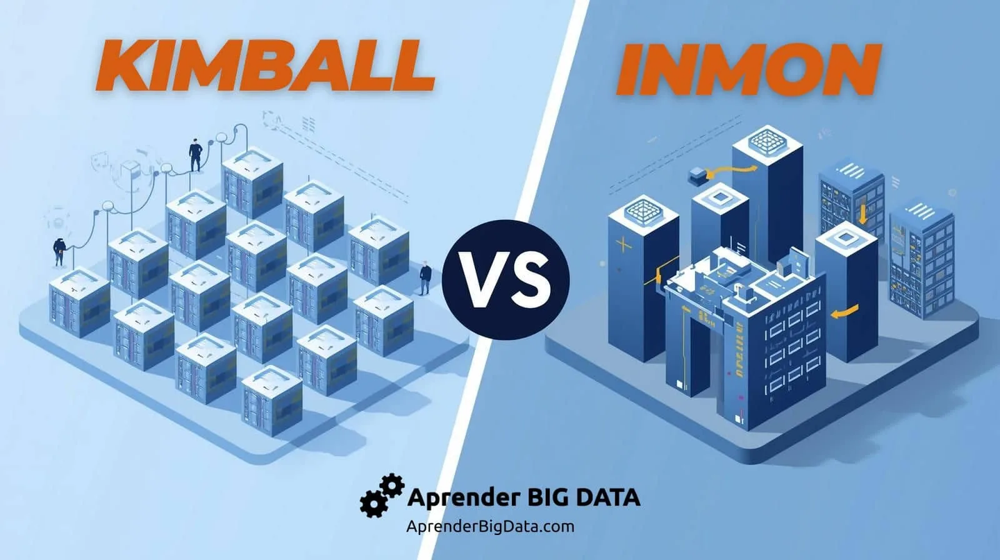 KIMBALL
INMON
VS
Aprender BIG DATA
AprenderBigData.com